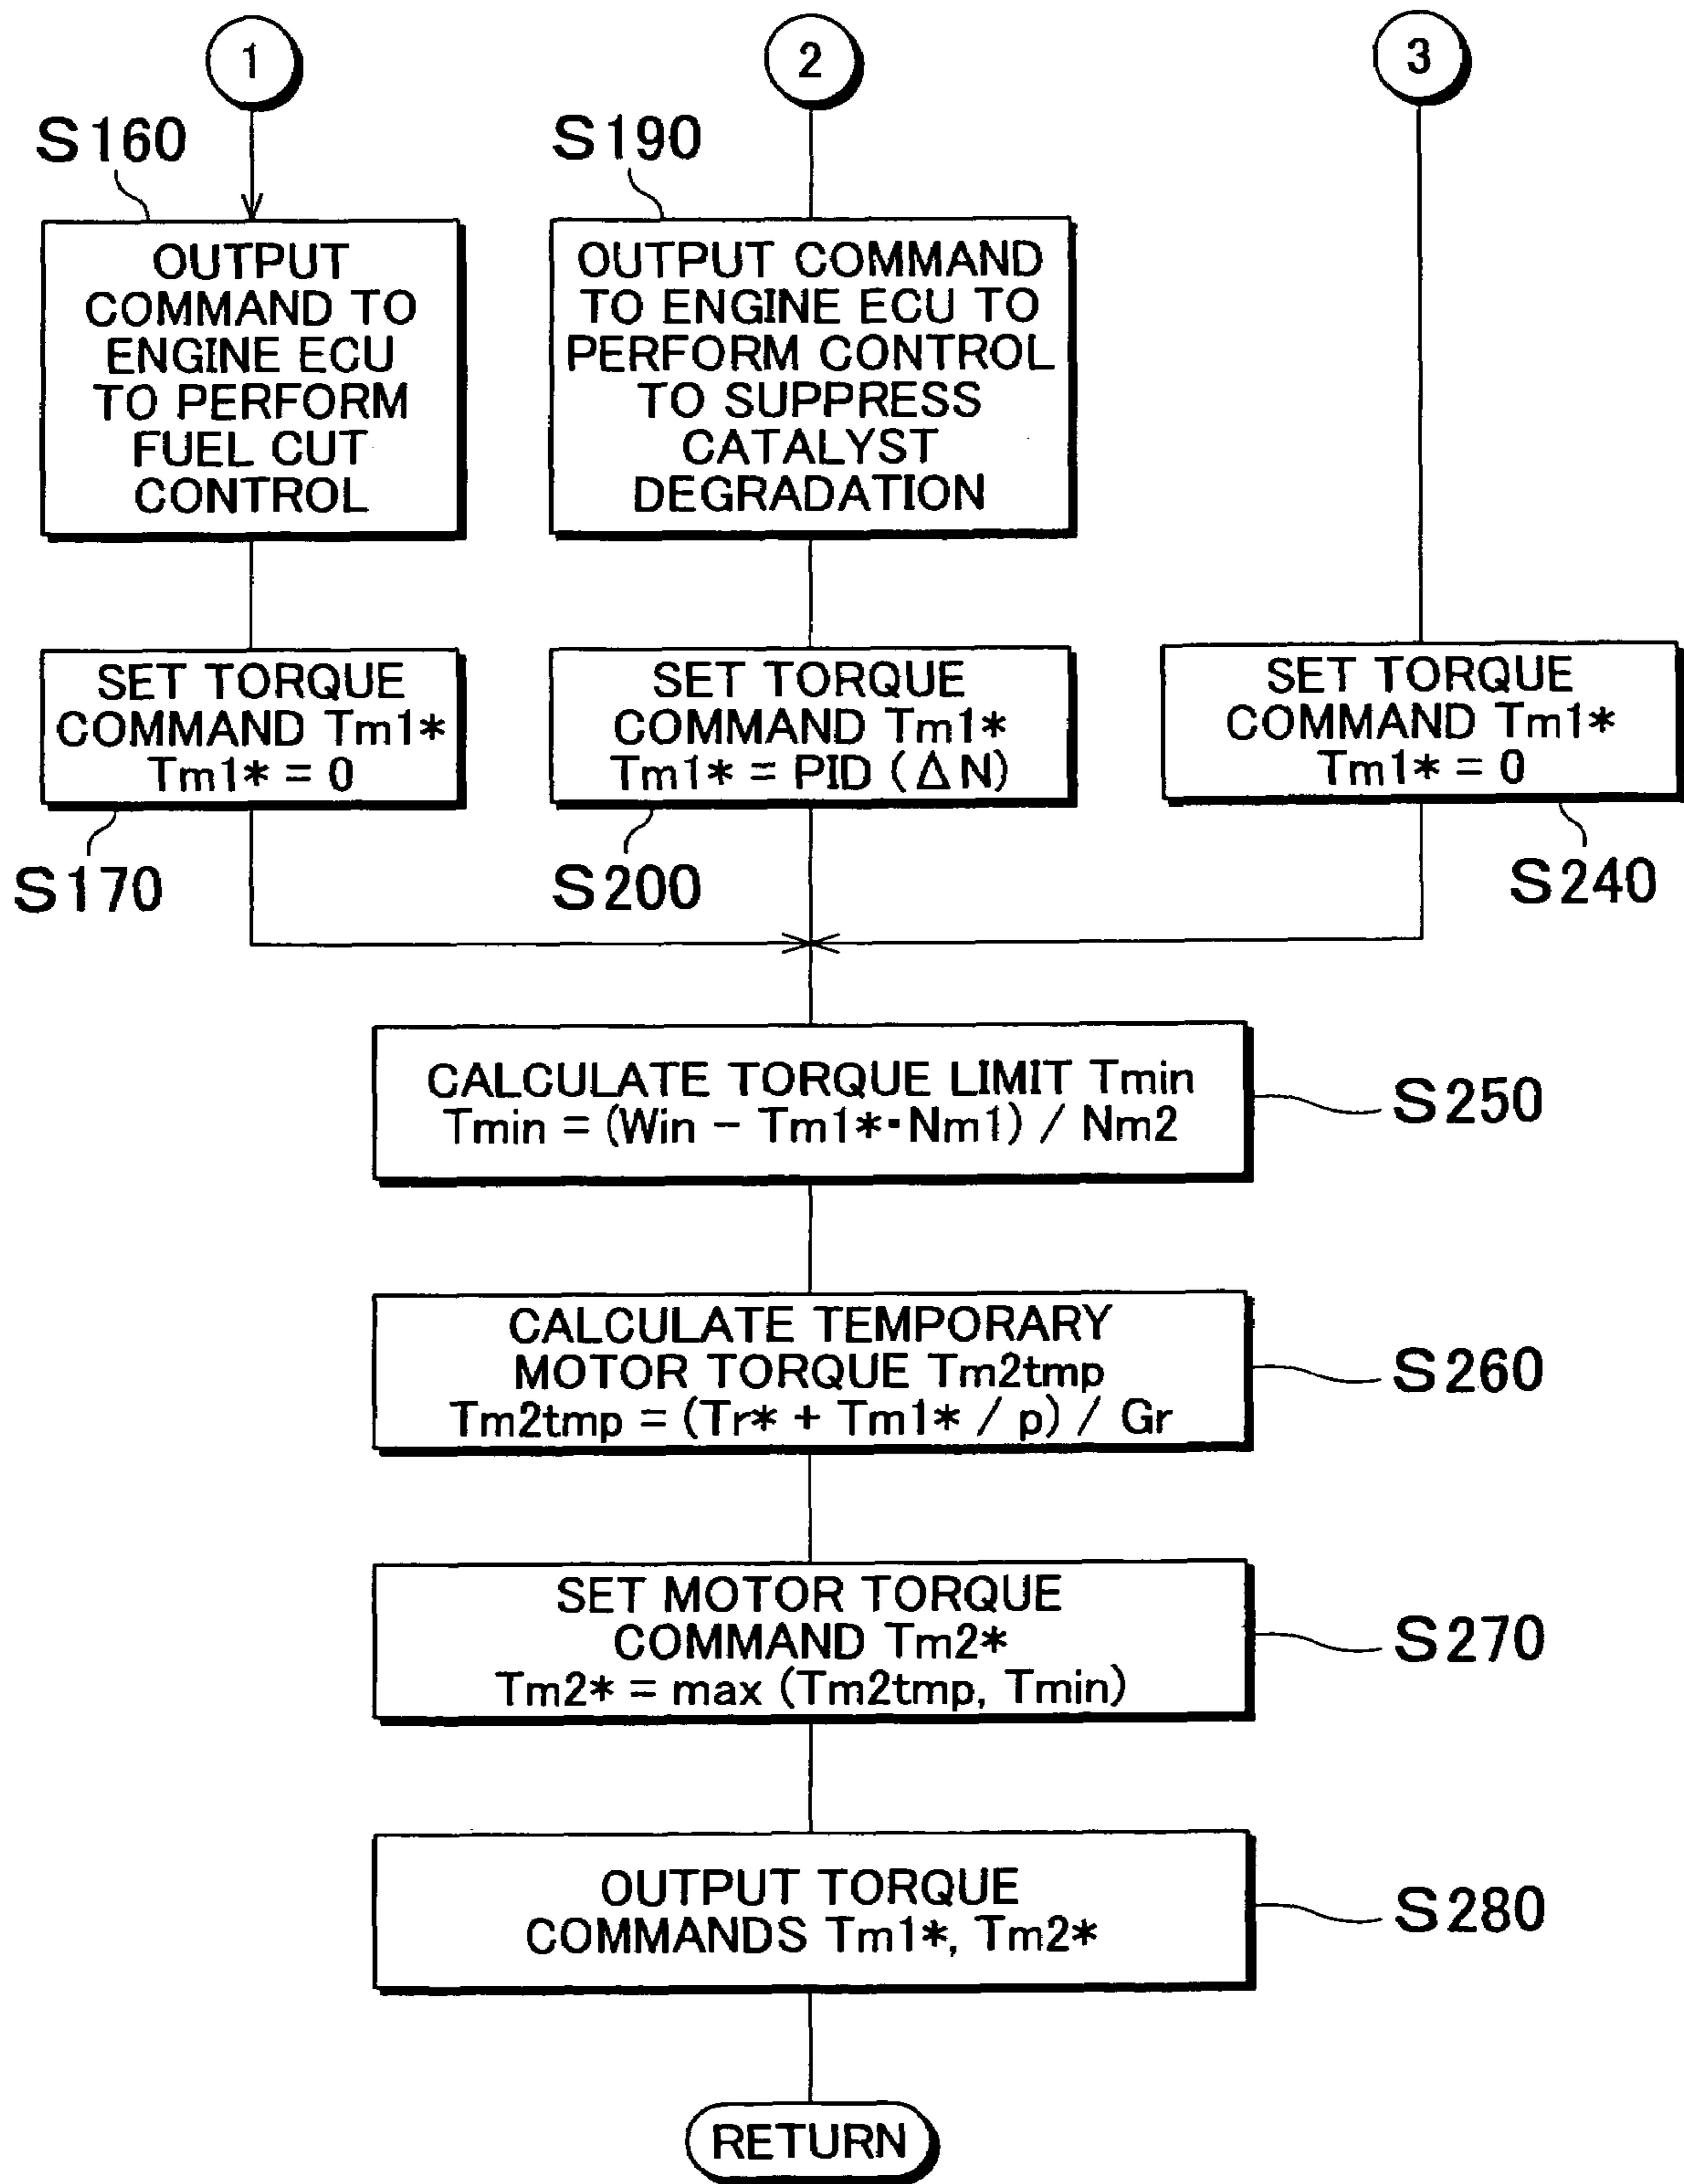 1
2
3
S160
S190
OUTPUT
COMMAND TO
ENGINE ECU
TO PERFORM
FUEL CUT
CONTROL
OUTPUT COMMAND
TO ENGINE ECU TO
PERFORM CONTROL
TO SUPPRESS
CATALYST
DEGRADATION
SET TORQUE
COMMAND Tm1*
Tm1* = 0
SET TORQUE
COMMAND Tm1*
Tm1* = PID (ΔN)
SET TORQUE
COMMAND Tm1*
Tm1* = 0
S170
S200
S240
CALCULATE TORQUE LIMIT Tmin
Tmin = (Win − Tm1*·Nm1) / Nm2
S250
CALCULATE TEMPORARY
MOTOR TORQUE Tm2tmp
Tm2tmp = (Tr* + Tm1* / p) / Gr
S260
SET MOTOR TORQUE
COMMAND Tm2*
Tm2* = max (Tm2tmp, Tmin)
S270
OUTPUT TORQUE
COMMANDS Tm1*, Tm2*
S280
RETURN